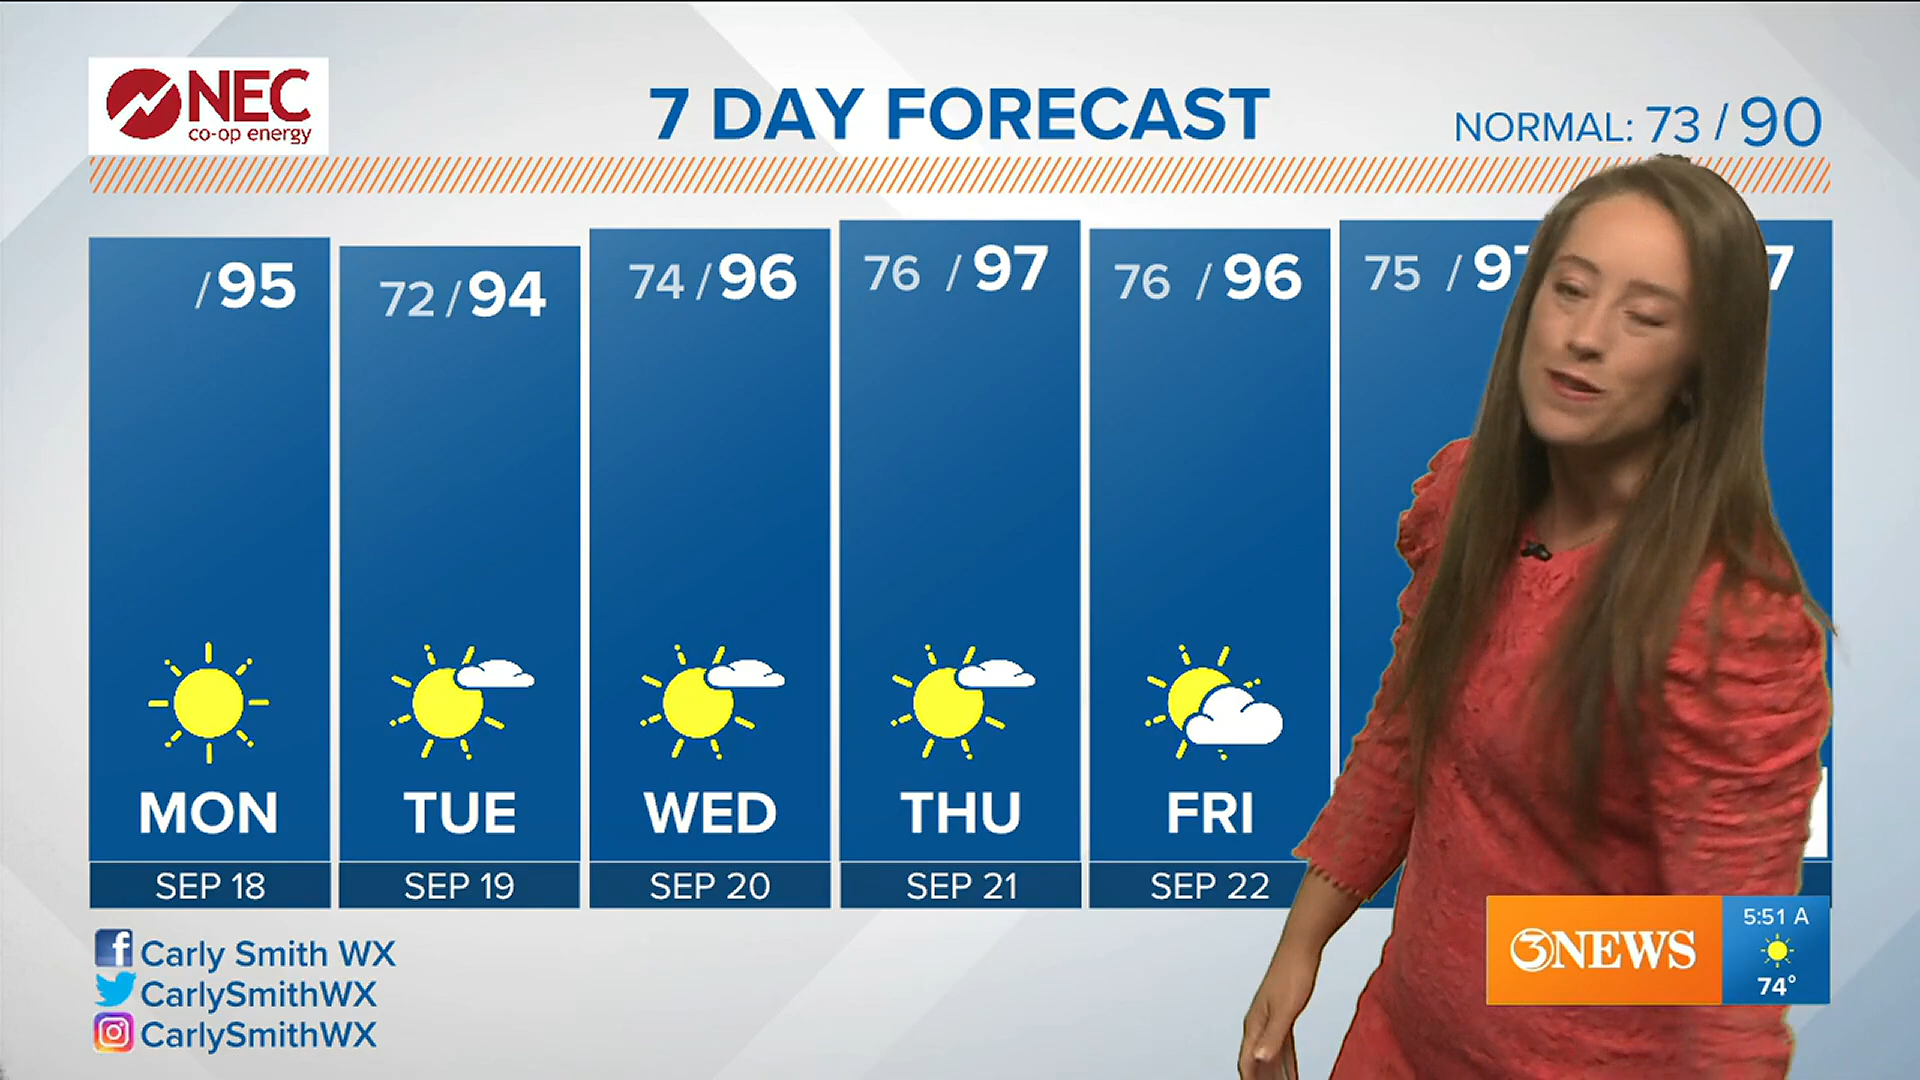 NEC
co-op energy
7 DAY FORECAST
NORMAL: 73 / 90
/95
72 / 94
74 / 96
76 / 97
76 / 96
75 / 97
7
MON
TUE
WED
THU
FRI
SEP 18
SEP 19
SEP 20
SEP 21
SEP 22
Carly Smith WX
CarlySmithWX
CarlySmithWX
3NEWS
5:51 A
74°